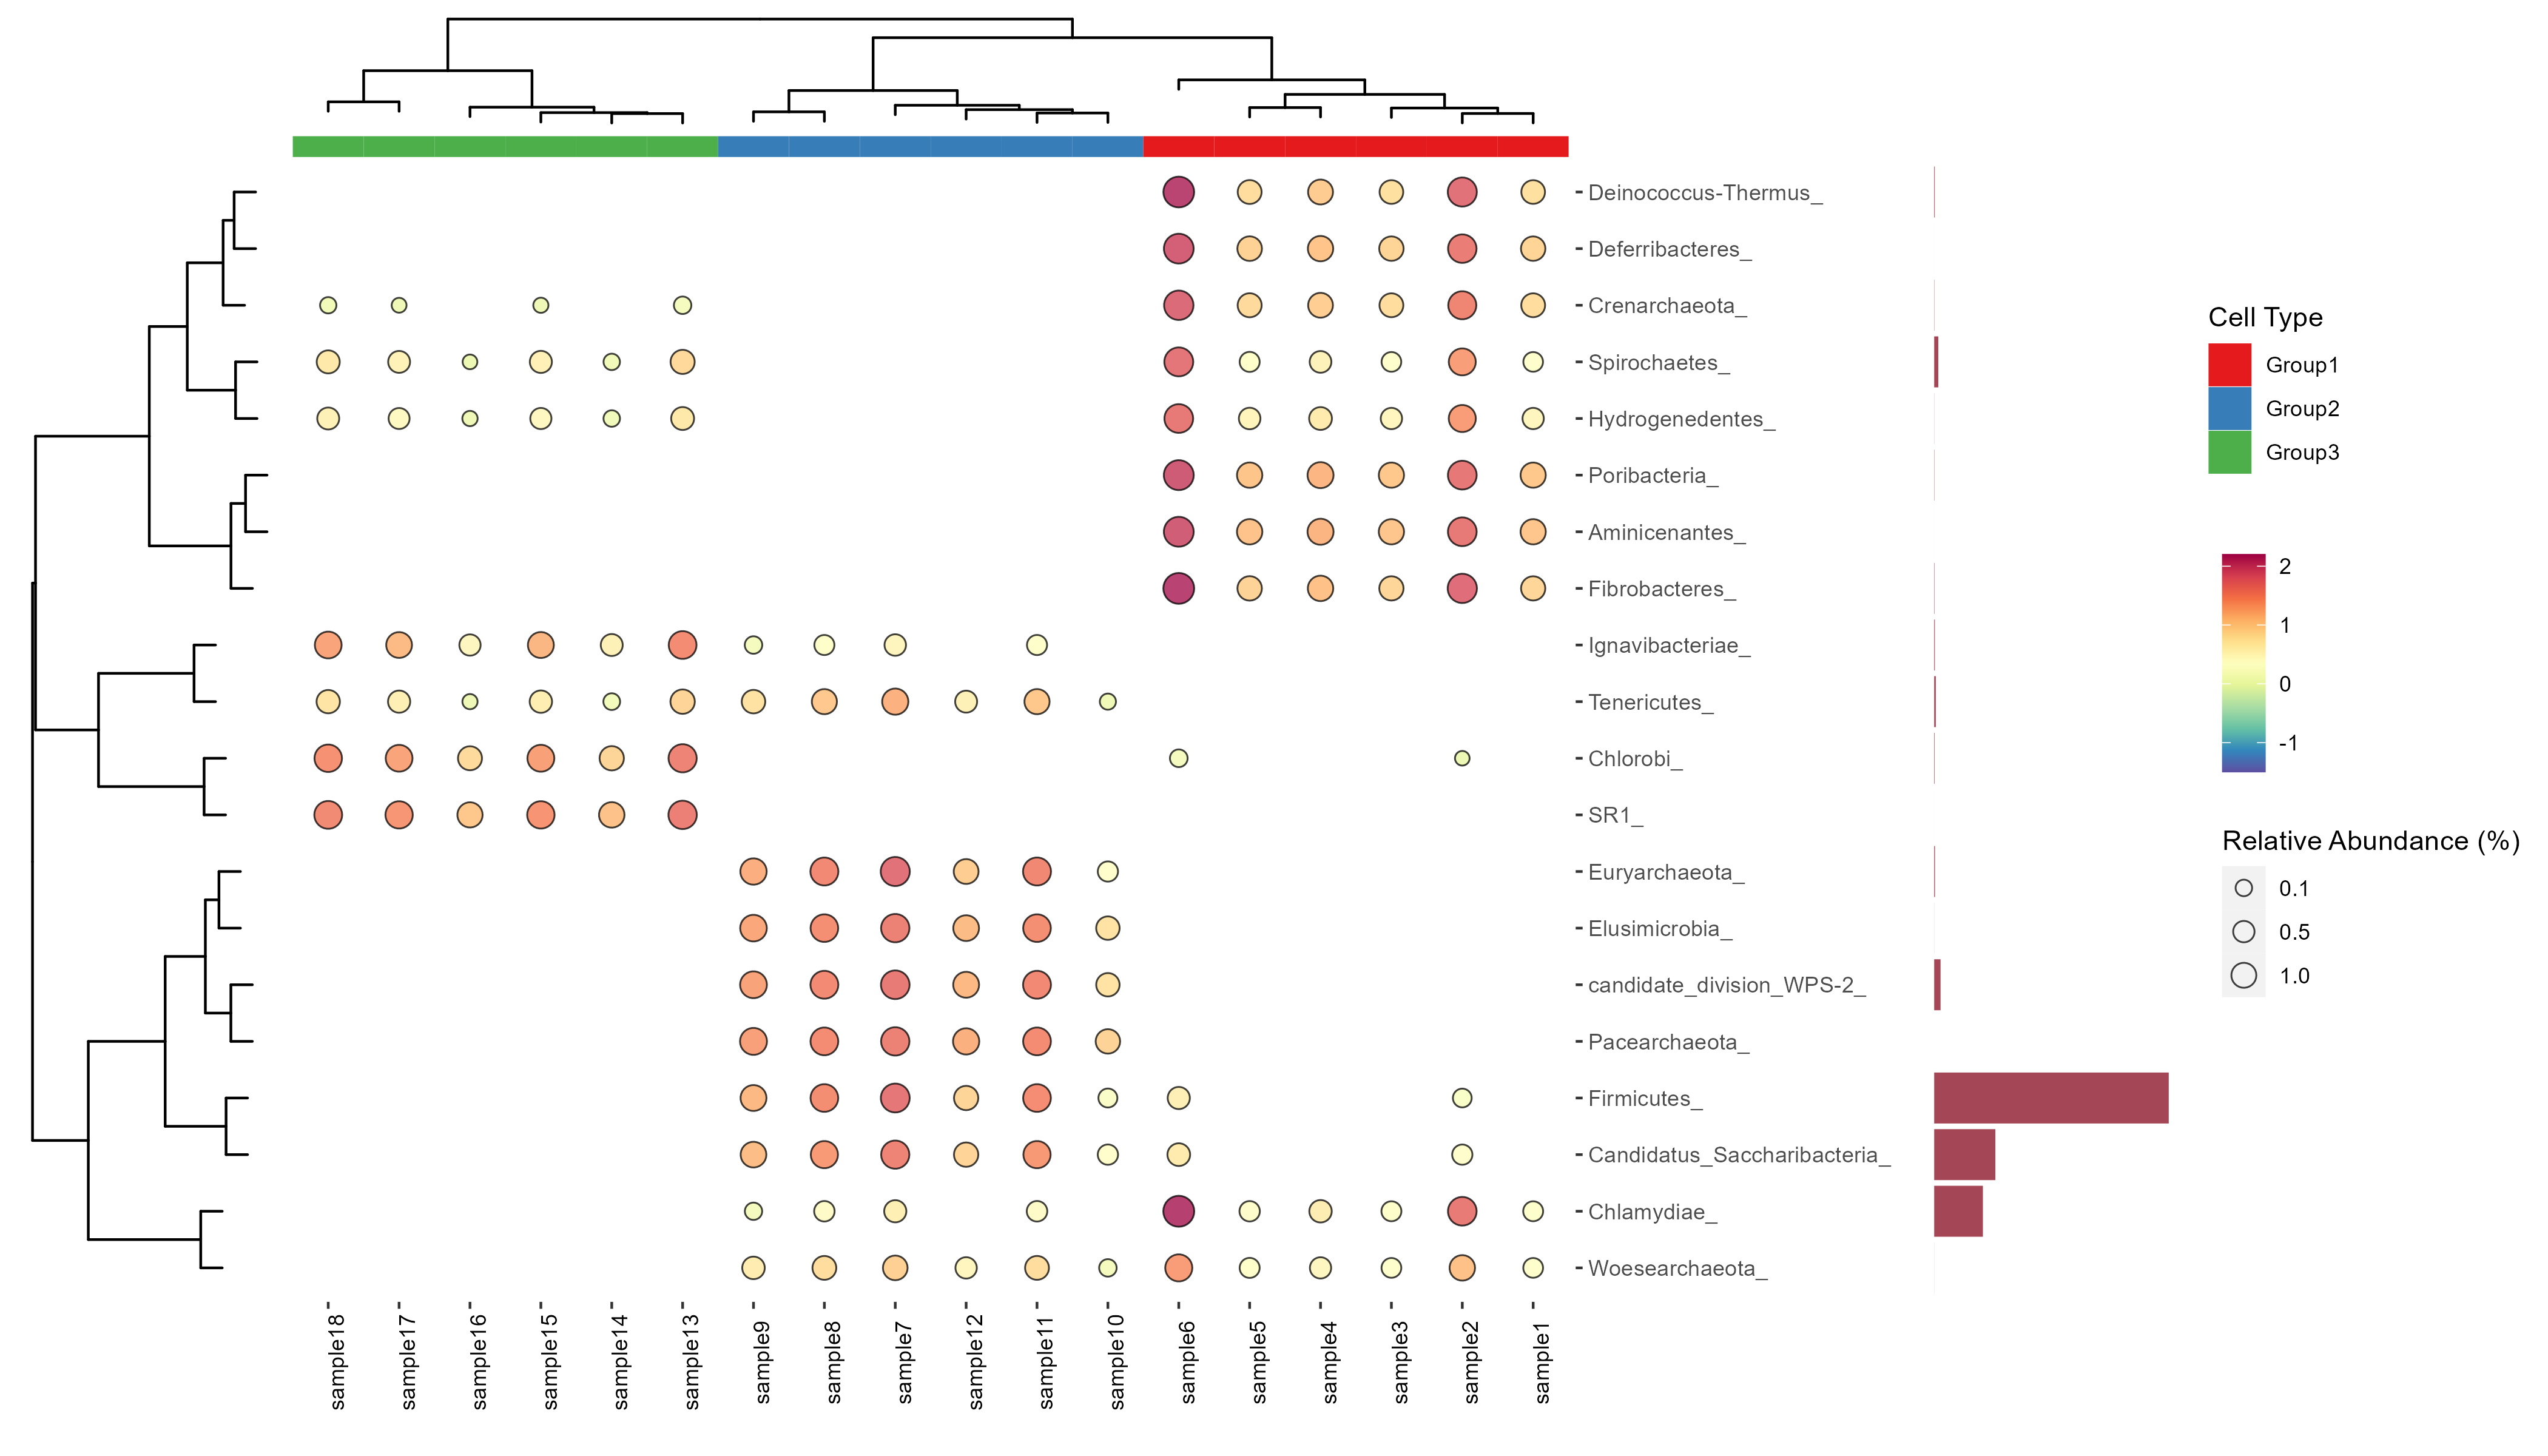 Deinococcus-Thermus_
Deferribacteres_
Crenarchaeota_
Spirochaetes_
Hydrogenedentes_
Poribacteria_
Aminicenantes_
Fibrobacteres_
Ignavibacteriae_
Tenericutes_
Chlorobi_
SR1_
Euryarchaeota_
Elusimicrobia_
candidate_division_WPS-2_
Pacearchaeota_
Firmicutes_
Candidatus_Saccharibacteria_
Chlamydiae_
Woesearchaeota_
sample18
sample17
sample16
sample15
sample14
sample13
sample9
sample8
sample7
sample12
sample11
sample10
sample6
sample5
sample4
sample3
sample2
sample1
Cell Type
Group1
Group2
Group3
2
1
0
-1
Relative Abundance (%)
0.1
0.5
1.0